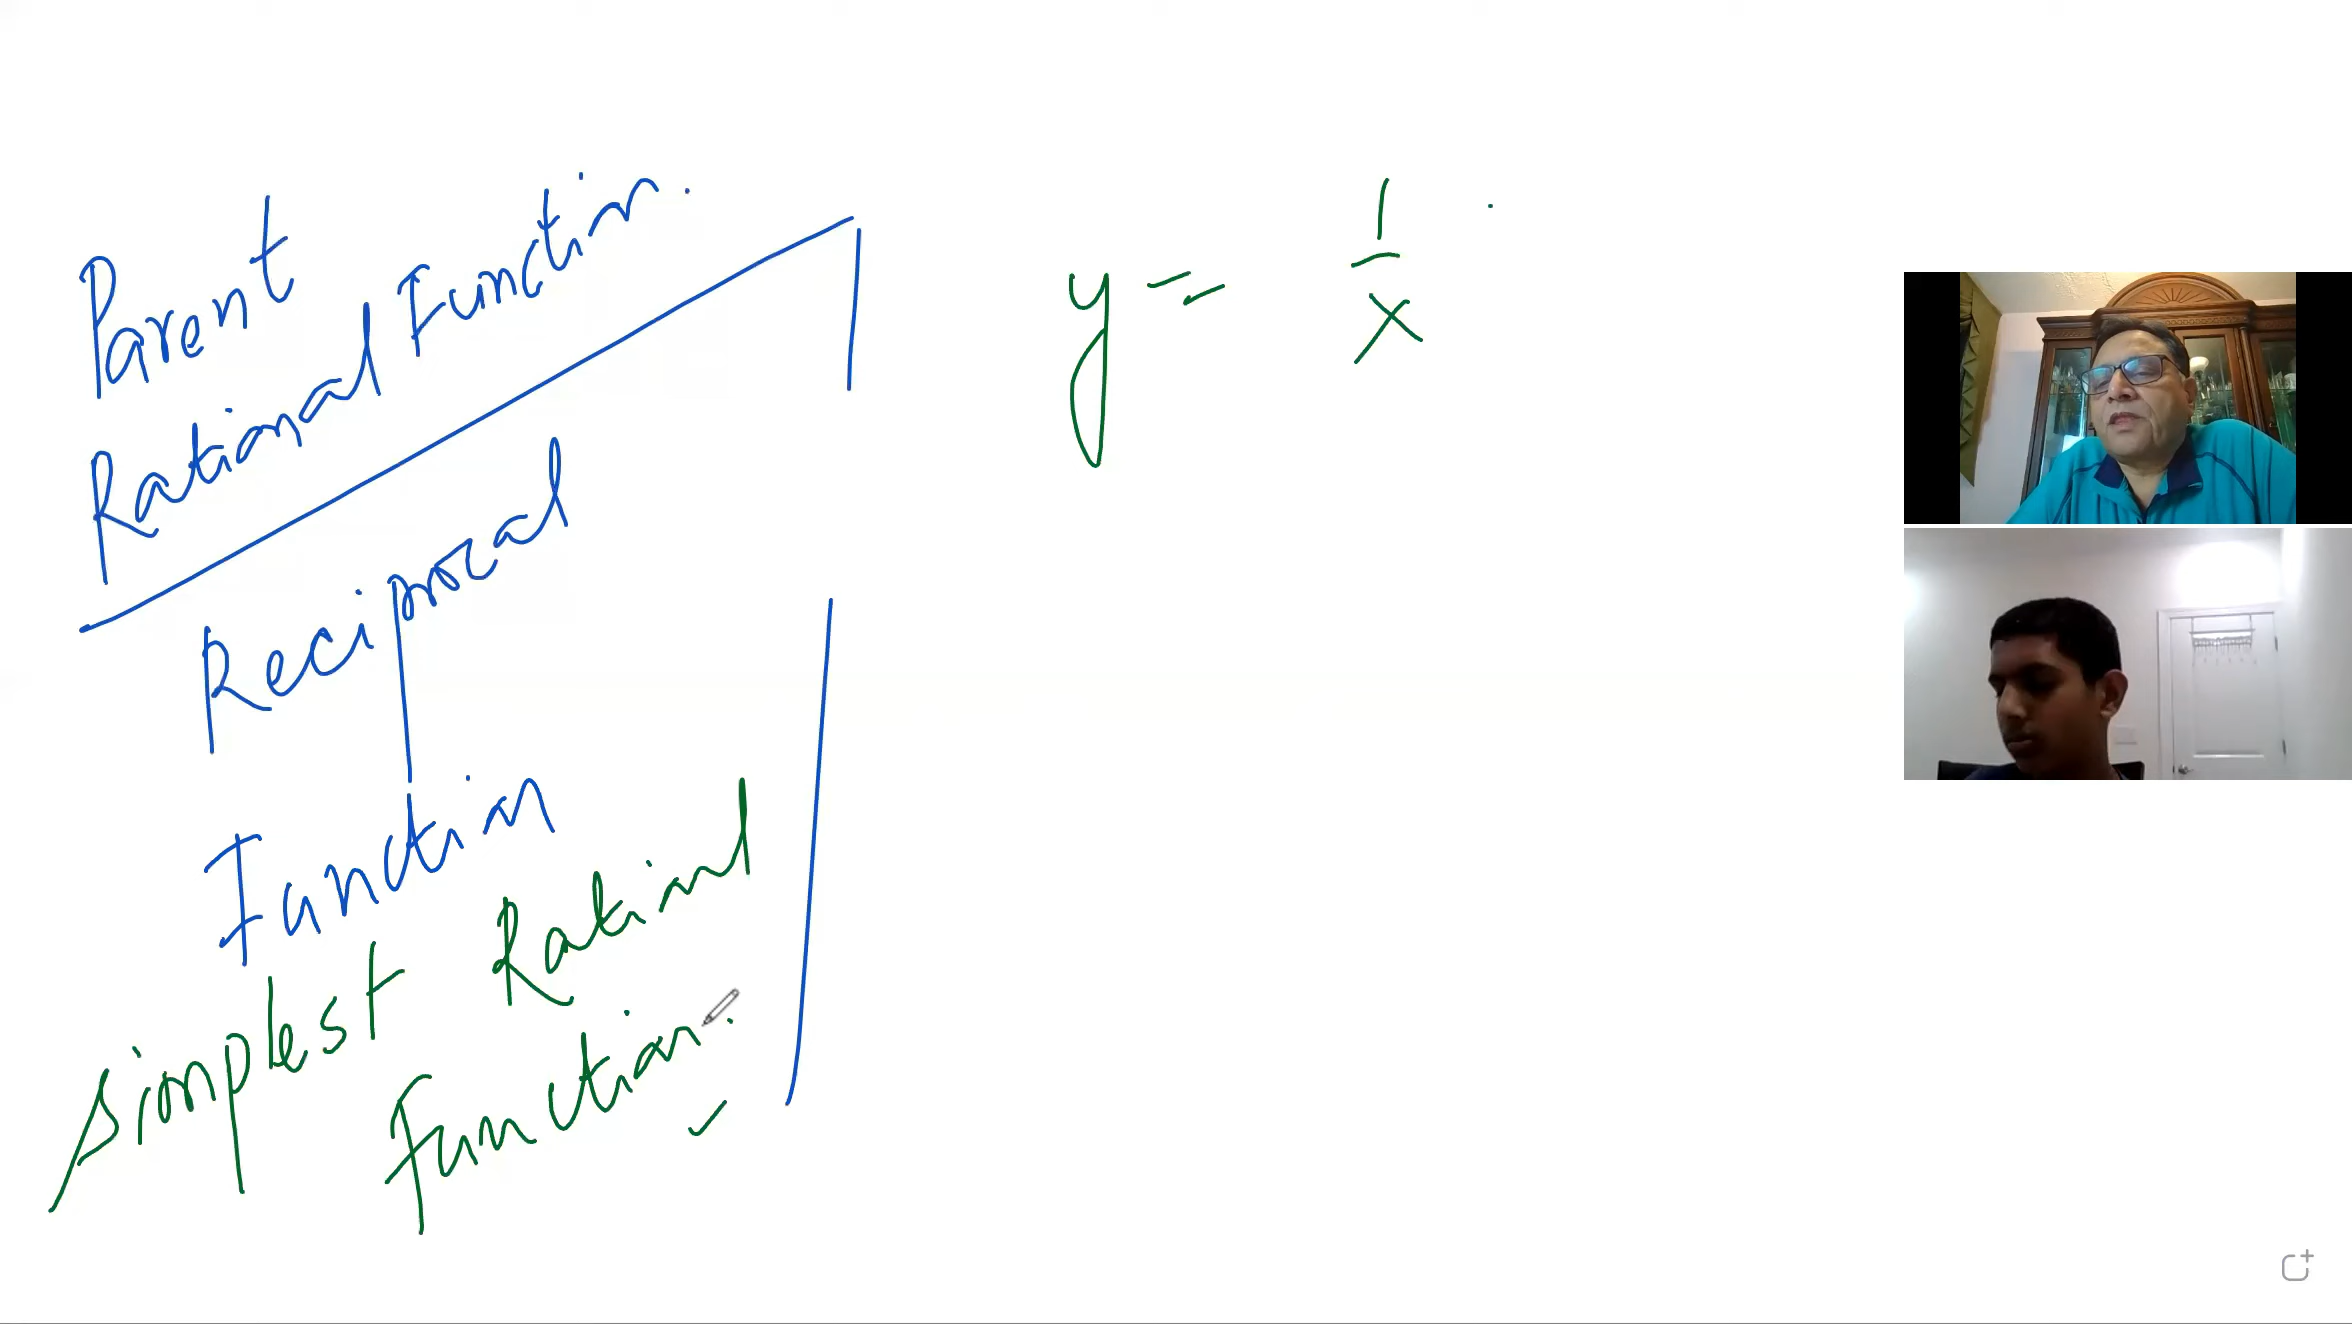 Parent
Rational Function.
Reciprocal
Function
Simplest Rational
Function.
y = 1/x